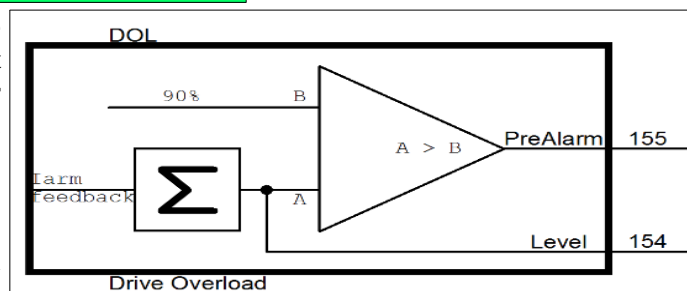 DOL
90% B
A > B
PreAlarm 155
Iarm
feedback
Σ
A
Level 154
Drive Overload